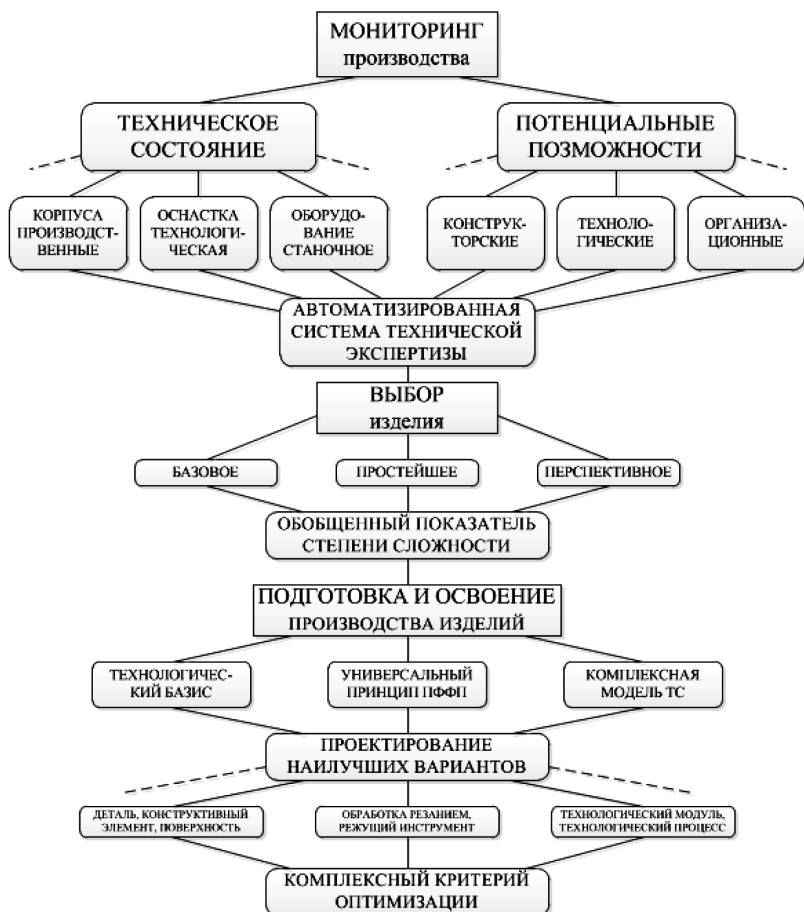 МОНИТОРИНГ
производства
ТЕХНИЧЕСКОЕ
СОСТОЯНИЕ
ПОТЕНЦИАЛЬНЫЕ
ПОЗМОЖНОСТИ
КОРПУСА
ПРОИЗВОДСТ-
ВЕННЫЕ
ОСНАСТКА
ТЕХНОЛОГИ-
ЧЕСКАЯ
ОБОРУДО-
ВАНИЕ
СТАНОЧНОЕ
КОНСТРУК-
ТОРСКИЕ
ТЕХНОЛО-
ГИЧЕСКИЕ
ОРГАНИЗА-
ЦИОННЫЕ
АВТОМАТИЗИРОВАННАЯ
СИСТЕМА ТЕХНИЧЕСКОЙ
ЭКСПЕРТИЗЫ
ВЫБОР
изделия
БАЗОВОЕ
ПРОСТЕЙШЕЕ
ПЕРСПЕКТИВНОЕ
ОБОБЩЕННЫЙ ПОКАЗАТЕЛЬ
СТЕПЕНИ СЛОЖНОСТИ
ПОДГОТОВКА И ОСВОЕНИЕ
ПРОИЗВОДСТВА ИЗДЕЛИЙ
ТЕХНОЛОГИЧЕС-
КИЙ БАЗИС
УНИВЕРСАЛЬНЫЙ
ПРИНЦИП ПФФП
КОМПЛЕКСНАЯ
МОДЕЛЬ ТС
ПРОЕКТИРОВАНИЕ
НАИЛУЧШИХ ВАРИАНТОВ
ДЕТАЛЬ, КОНСТРУКТИВНЫЙ
ЭЛЕМЕНТ, ПОВЕРХНОСТЬ
ОБРАБОТКА РЕЗАНИЕМ,
РЕЖУЩИЙ ИНСТРУМЕНТ
ТЕХНОЛОГИЧЕСКИЙ МОДУЛЬ,
ТЕХНОЛОГИЧЕСКИЙ ПРОЦЕСС
КОМПЛЕКСНЫЙ КРИТЕРИЙ
ОПТИМИЗАЦИИ